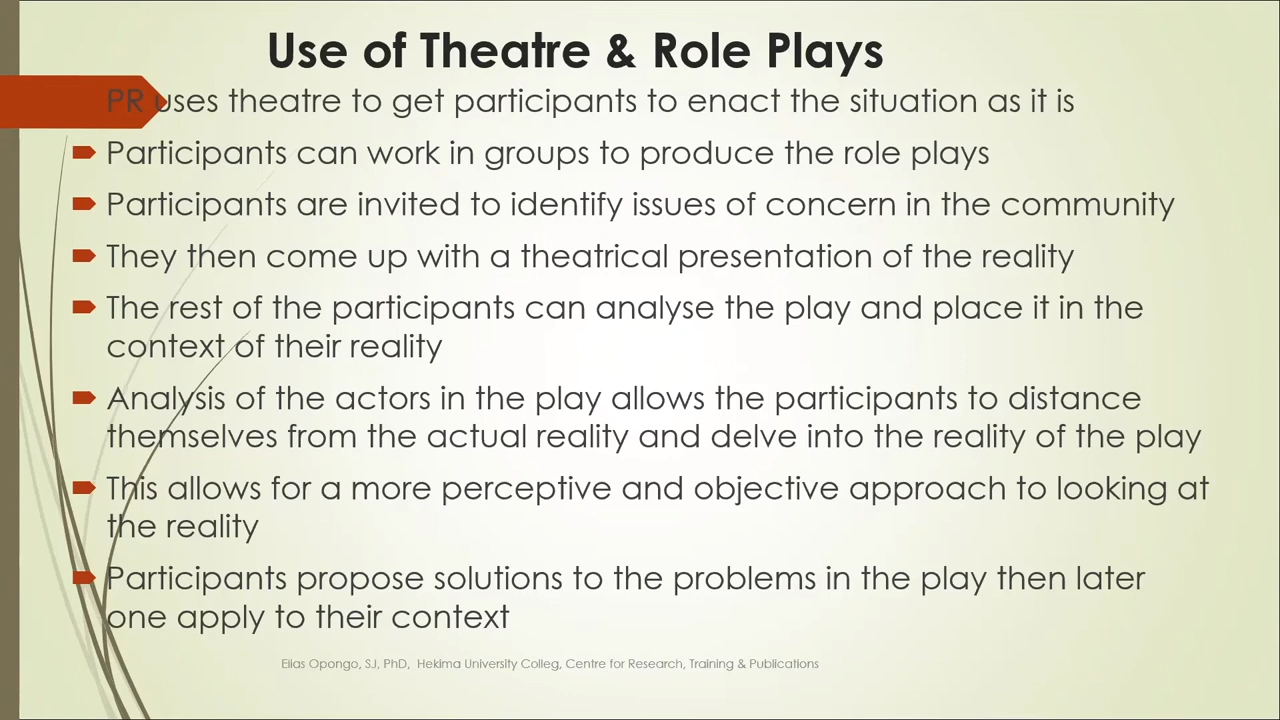 Use of Theatre & Role Plays
PR uses theatre to get participants to enact the situation as it is
Participants can work in groups to produce the role plays
Participants are invited to identify issues of concern in the community
They then come up with a theatrical presentation of the reality
The rest of the participants can analyse the play and place it in the
context of their reality
Analysis of the actors in the play allows the participants to distance
themselves from the actual reality and delve into the reality of the play
This allows for a more perceptive and objective approach to looking at
the reality
Participants propose solutions to the problems in the play then later
one apply to their context
Elias Opongo, SJ, PhD, Hekima University Colleg, Centre for Research, Training & Publications